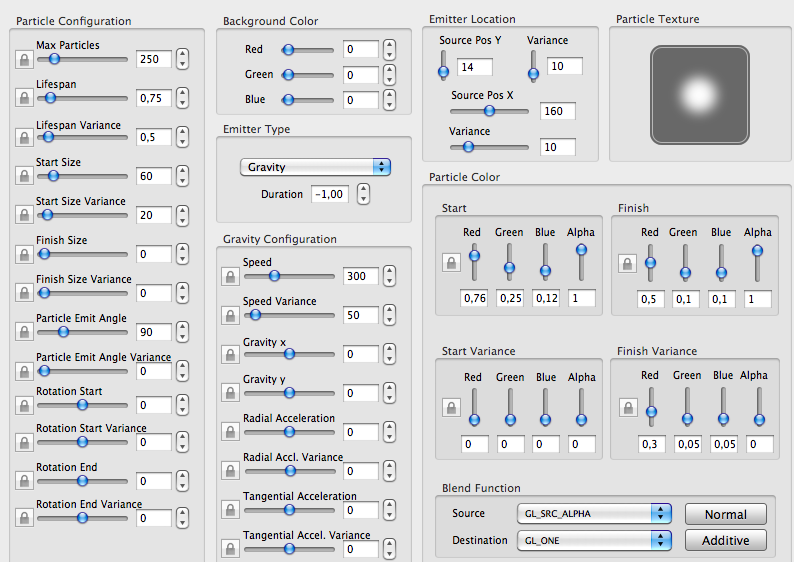 Particle Configuration
Max Particles
250
Lifespan
0,75
Lifespan Variance
0,5
Start Size
60
Start Size Variance
20
Finish Size
0
Finish Size Variance
0
Particle Emit Angle
90
Particle Emit Angle Variance
0
Rotation Start
0
Rotation Start Variance
0
Rotation End
0
Rotation End Variance
0
Background Color
Red 0
Green 0
Blue 0
Emitter Type
Gravity
Duration -1,00
Gravity Configuration
Speed
300
Speed Variance
50
Gravity x
0
Gravity y
0
Radial Acceleration
0
Radial Accl. Variance
0
Tangential Acceleration
0
Tangential Accel. Variance
0
Emitter Location
Source Pos Y Variance
14 10
Source Pos X
160
Variance
10
Particle Texture
Particle Color
Start
Red Green Blue Alpha
0,76 0,25 0,12 1
Finish
Red Green Blue Alpha
0,5 0,1 0,1 1
Start Variance
Red Green Blue Alpha
0 0 0 0
Finish Variance
Red Green Blue Alpha
0,3 0,05 0,05 0
Blend Function
Source GL_SRC_ALPHA Normal
Destination GL_ONE Additive